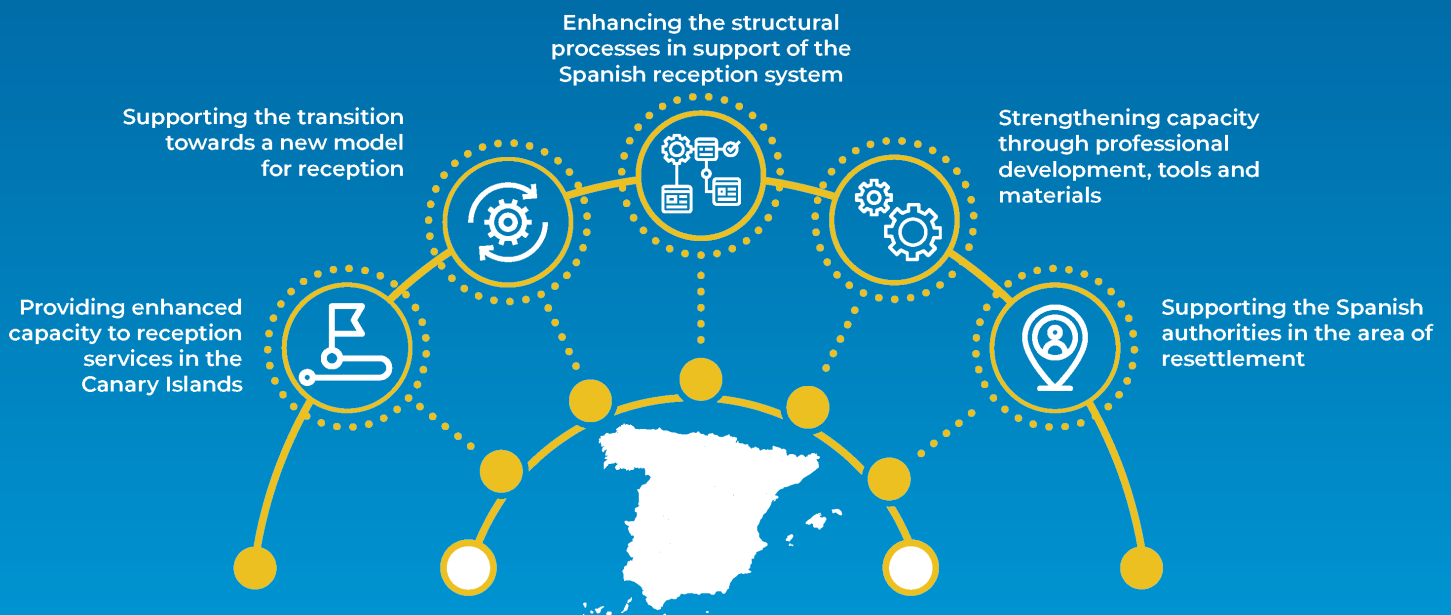 Enhancing the structural
processes in support of the
Spanish reception system
Supporting the transition
towards a new model
for reception
Strengthening capacity
through professional
development, tools and
materials
Providing enhanced
capacity to reception
services in the
Canary Islands
Supporting the Spanish
authorities in the area of
resettlement